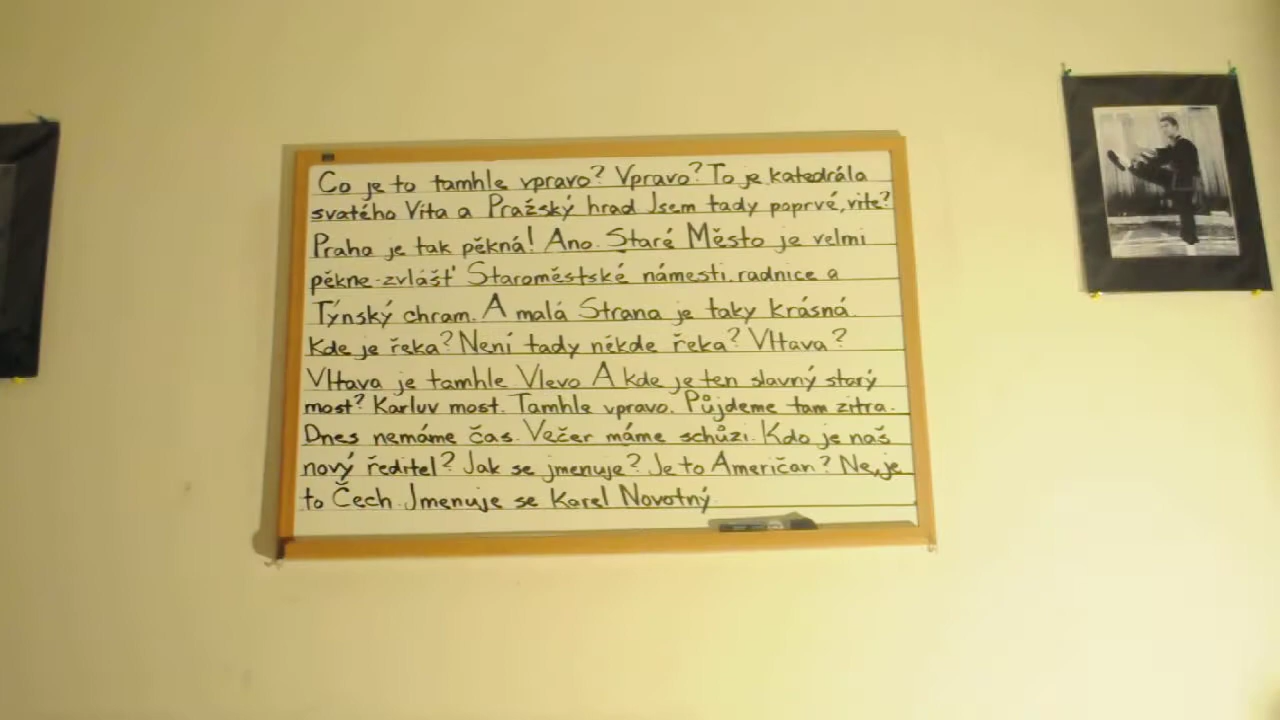 Co je to tamhle vpravo? Vpravo? To je katedrála
svatého Víta a Pražský hrad Jsem tady poprvé, víte?
Praha je tak pěkná! Ano. Staré Město je velmi
pěkne-zvlášť Staroměstské námesti. radnice a
Týnský chram. A malá Strana je taky krásná.
Kde je řeka? Není tady někde řeka? Vltava?
Vltava je tamhle Vlevo A kde je ten slavný starý
most? Karluv most. Tamhle vpravo. Půjdeme tam zitra.
Dnes nemáme čas. Večer máme schůzi. Kdo je naš
nový ředitel? Jak se jmenuje? Je to Američan? Ne, je
to Čech. Jmenuje se Karel Novotný